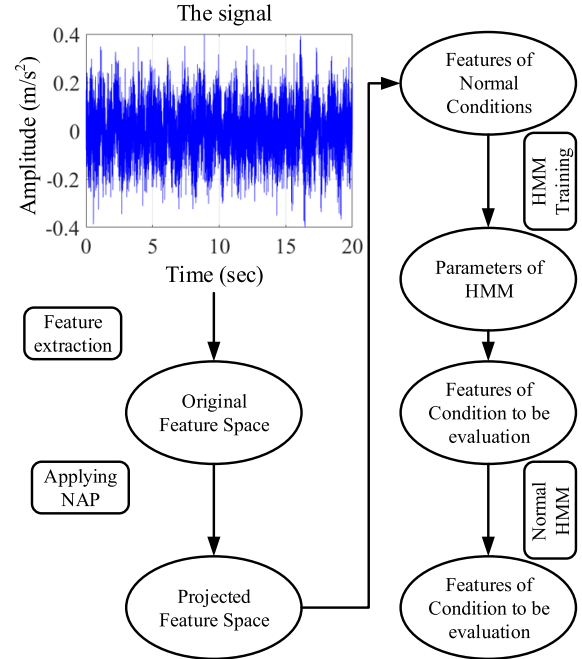 The signal
Amplitude (m/s²)
0.4
0.2
0
-0.2
-0.4
0
5
10
15
20
Time (sec)
Feature
extraction
Original
Feature Space
Applying
NAP
Projected
Feature Space
Features of
Normal
Conditions
HMM
Training
Parameters of
HMM
Features of
Condition to be
evaluation
Normal
HMM
Features of
Condition to be
evaluation